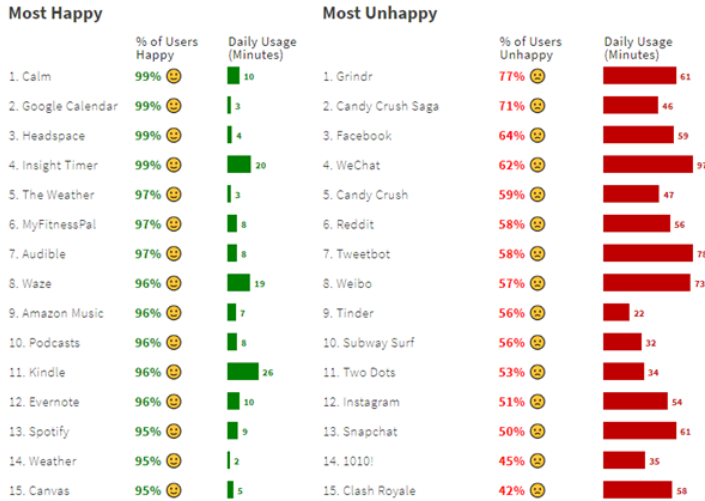 Most Happy
% of Users Happy
Daily Usage (Minutes)
1. Calm 99% 10
2. Google Calendar 99% 3
3. Headspace 99% 4
4. Insight Timer 99% 20
5. The Weather 97% 3
6. MyFitnessPal 97% 8
7. Audible 97% 8
8. Waze 96% 19
9. Amazon Music 96% 7
10. Podcasts 96% 8
11. Kindle 96% 26
12. Evernote 96% 10
13. Spotify 95% 9
14. Weather 95% 2
15. Canvas 95% 5
Most Unhappy
% of Users Unhappy
Daily Usage (Minutes)
1. Grindr 77% 61
2. Candy Crush Saga 71% 46
3. Facebook 64% 59
4. WeChat 62% 97
5. Candy Crush 59% 47
6. Reddit 58% 56
7. Tweetbot 58% 78
8. Weibo 57% 73
9. Tinder 56% 22
10. Subway Surf 56% 32
11. Two Dots 53% 34
12. Instagram 51% 54
13. Snapchat 50% 61
14. 1010! 45% 35
15. Clash Royale 42% 58